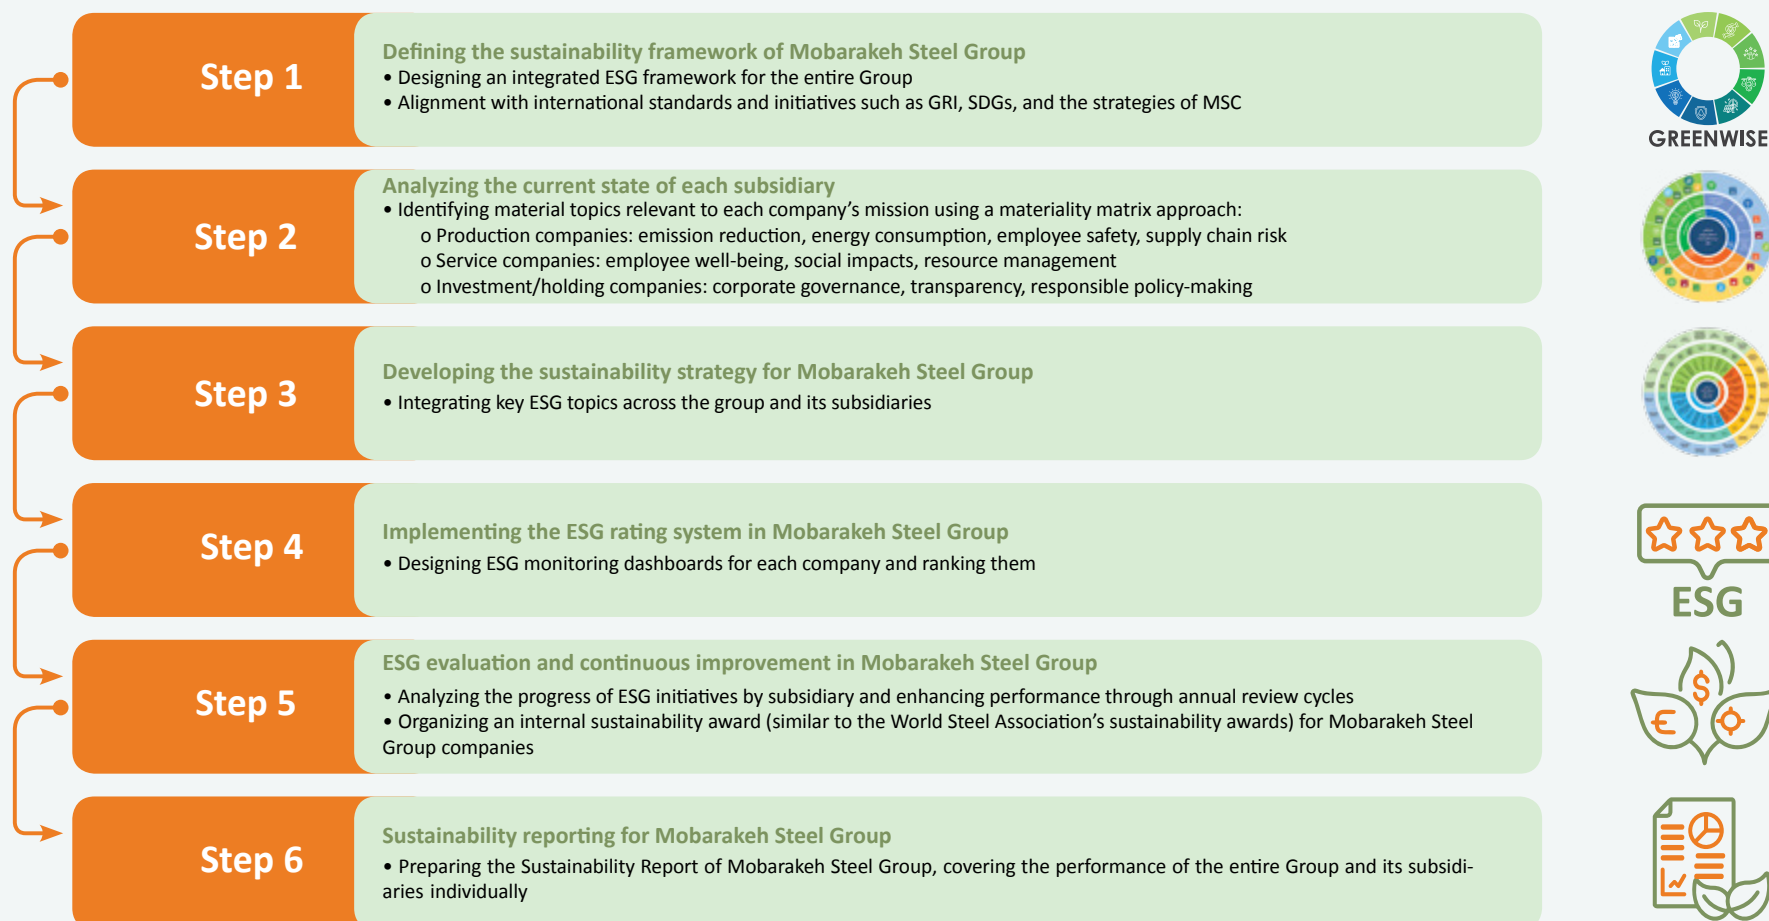 Step 1
Defining the sustainability framework of Mobarakeh Steel Group
• Designing an integrated ESG framework for the entire Group
• Alignment with international standards and initiatives such as GRI, SDGs, and the strategies of MSC
GREENWISE
Step 2
Analyzing the current state of each subsidiary
• Identifying material topics relevant to each company's mission using a materiality matrix approach:
o Production companies: emission reduction, energy consumption, employee safety, supply chain risk
o Service companies: employee well-being, social impacts, resource management
o Investment/holding companies: corporate governance, transparency, responsible policy-making
Step 3
Developing the sustainability strategy for Mobarakeh Steel Group
• Integrating key ESG topics across the group and its subsidiaries
Step 4
Implementing the ESG rating system in Mobarakeh Steel Group
• Designing ESG monitoring dashboards for each company and ranking them
ESG
Step 5
ESG evaluation and continuous improvement in Mobarakeh Steel Group
• Analyzing the progress of ESG initiatives by subsidiary and enhancing performance through annual review cycles
• Organizing an internal sustainability award (similar to the World Steel Association's sustainability awards) for Mobarakeh Steel
Group companies
$
€
Step 6
Sustainability reporting for Mobarakeh Steel Group
• Preparing the Sustainability Report of Mobarakeh Steel Group, covering the performance of the entire Group and its subsidi-
aries individually